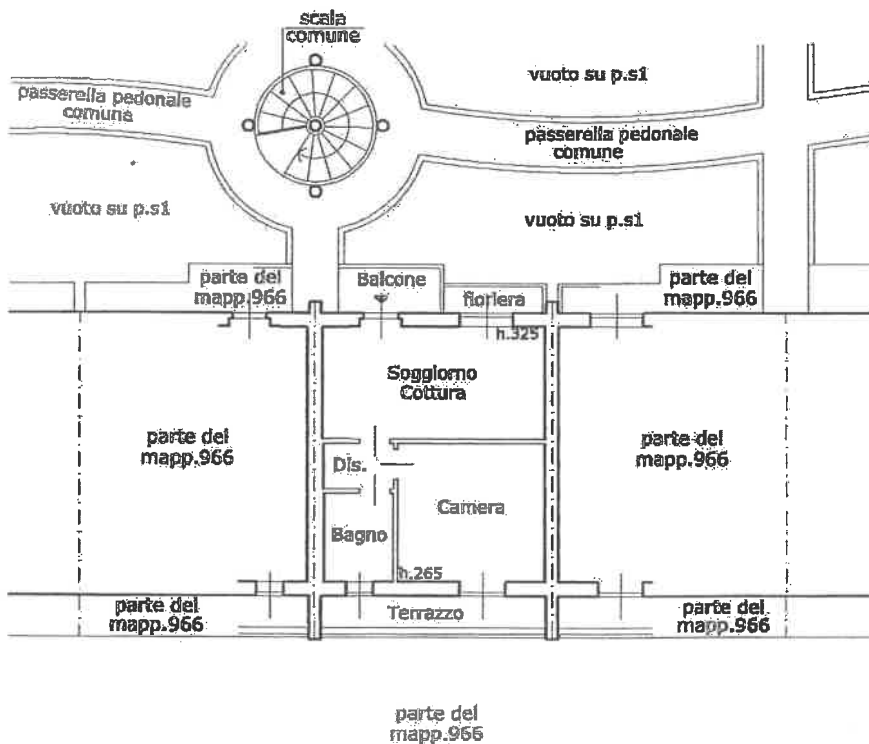 scala
comune
vuoto su p.s1
passerella pedonale
comune
passerella pedonale
comune
vuoto su p.s1
vuoto su p.s1
parte del
mapp.966
Balcone
fioriera
parte del
mapp.966
h.325
Soggiorno
Cottura
parte del
mapp.966
parte del
mapp.966
Dis.
Camera
Bagno
h.265
parte del
mapp.966
Terrazzo
parte del
mapp.966
parte del
mapp.966